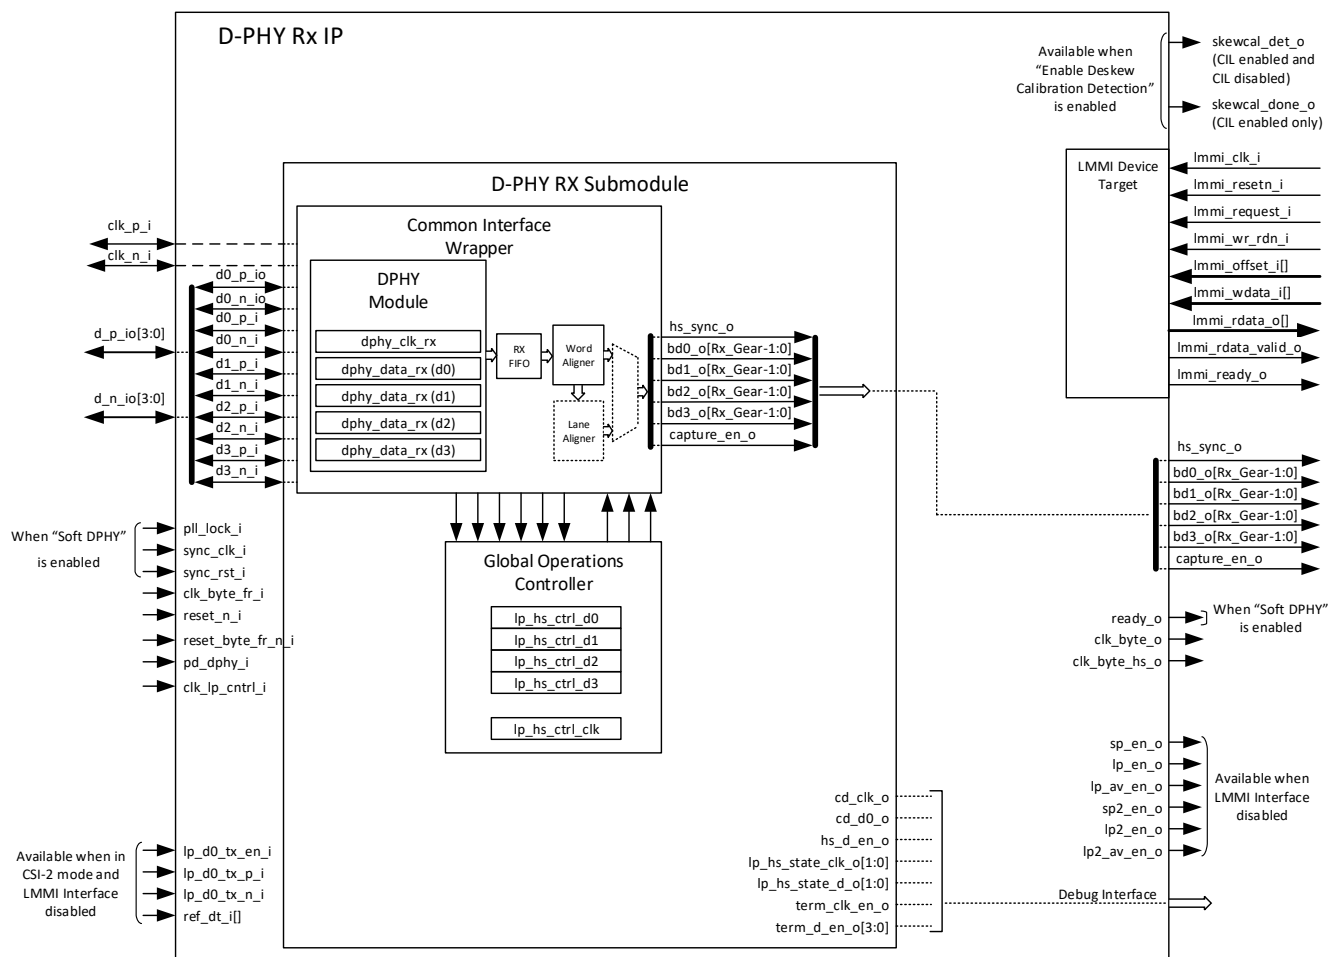 D-PHY Rx IP
Available when
“Enable Deskew
Calibration Detection”
is enabled
skewcal_det_o
(CIL enabled and
CIL disabled)
skewcal_done_o
(CIL enabled only)
LMMI Device
Target
lmmi_clk_i
lmmi_resetn_i
lmmi_request_i
lmmi_wr_rdn_i
lmmi_offset_i[]
lmmi_wdata_i[]
lmmi_rdata_o[]
lmmi_rdata_valid_o
lmmi_ready_o
D-PHY RX Submodule
Common Interface
Wrapper
clk_p_i
clk_n_i
d_p_io[3:0]
d_n_io[3:0]
d0_p_io
d0_n_io
d0_p_i
d0_n_i
d1_p_i
d1_n_i
d2_p_i
d2_n_i
d3_p_i
d3_n_i
DPHY
Module
dphy_clk_rx
dphy_data_rx (d0)
dphy_data_rx (d1)
dphy_data_rx (d2)
dphy_data_rx (d3)
RX
FIFO
Word
Aligner
Lane
Aligner
hs_sync_o
bd0_o[Rx_Gear-1:0]
bd1_o[Rx_Gear-1:0]
bd2_o[Rx_Gear-1:0]
bd3_o[Rx_Gear-1:0]
capture_en_o
hs_sync_o
bd0_o[Rx_Gear-1:0]
bd1_o[Rx_Gear-1:0]
bd2_o[Rx_Gear-1:0]
bd3_o[Rx_Gear-1:0]
capture_en_o
When “Soft DPHY”
is enabled
pll_lock_i
sync_clk_i
sync_rst_i
clk_byte_fr_i
reset_n_i
reset_byte_fr_n_i
pd_dphy_i
clk_lp_cntrl_i
Global Operations
Controller
lp_hs_ctrl_d0
lp_hs_ctrl_d1
lp_hs_ctrl_d2
lp_hs_ctrl_d3
lp_hs_ctrl_clk
ready_o
clk_byte_o
clk_byte_hs_o
When “Soft DPHY”
is enabled
sp_en_o
lp_en_o
lp_av_en_o
sp2_en_o
lp2_en_o
lp2_av_en_o
Available when
LMMI Interface
disabled
cd_clk_o
cd_d0_o
hs_d_en_o
lp_hs_state_clk_o[1:0]
lp_hs_state_d_o[1:0]
term_clk_en_o
term_d_en_o[3:0]
Debug Interface
Available when in
CSI-2 mode and
LMMI Interface
disabled
lp_d0_tx_en_i
lp_d0_tx_p_i
lp_d0_tx_n_i
ref_dt_i[]